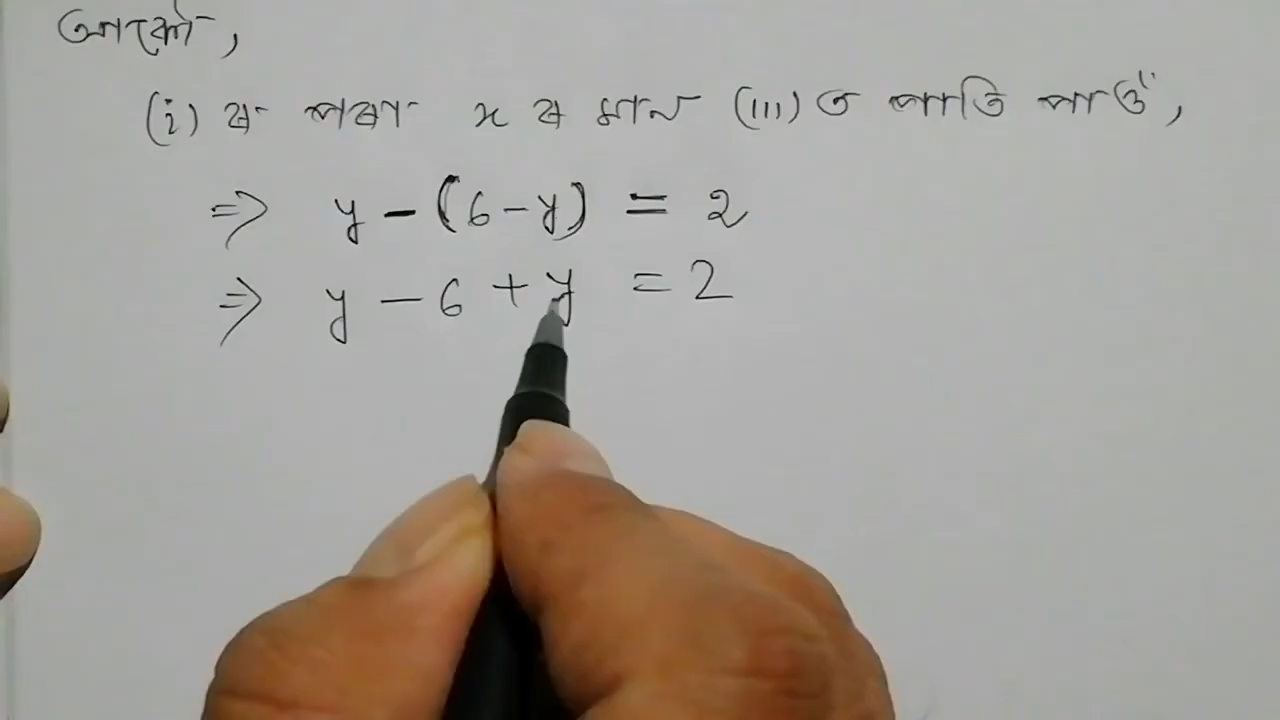 আকৌ,
(i) ৰ পৰা x ৰ মান (iii) ত পাতি পাওঁ,
⇒ y - (6 - y) = 2
⇒ y - 6 + y = 2